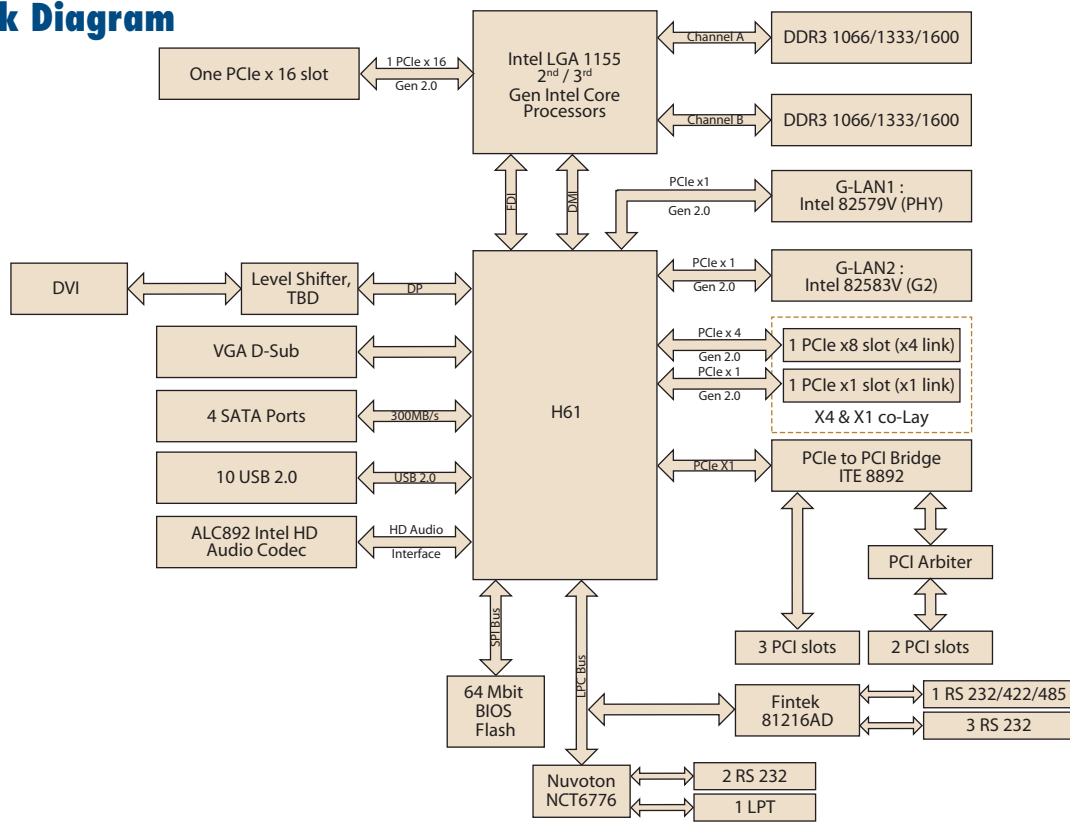 k Diagram
One PCIe x 16 slot
1 PCIe x 16
Gen 2.0
Intel LGA 1155
2nd / 3rd
Gen Intel Core
Processors
Channel A
DDR3 1066/1333/1600
Channel B
DDR3 1066/1333/1600
FDI
DMI
PCIe x1
Gen 2.0
G-LAN1 :
Intel 82579V (PHY)
PCIe x 1
Gen 2.0
G-LAN2 :
Intel 82583V (G2)
DVI
Level Shifter,
TBD
DP
VGA D-Sub
4 SATA Ports
300MB/s
10 USB 2.0
USB 2.0
ALC892 Intel HD
Audio Codec
HD Audio
Interface
H61
PCIe x 4
Gen 2.0
1 PCIe x8 slot (x4 link)
PCIe x 1
Gen 2.0
1 PCIe x1 slot (x1 link)
X4 & X1 co-Lay
PCIe X1
PCIe to PCI Bridge
ITE 8892
PCI Arbiter
3 PCI slots
2 PCI slots
SPI Bus
LPC Bus
64 Mbit
BIOS
Flash
Fintek
81216AD
1 RS 232/422/485
3 RS 232
Nuvoton
NCT6776
2 RS 232
1 LPT